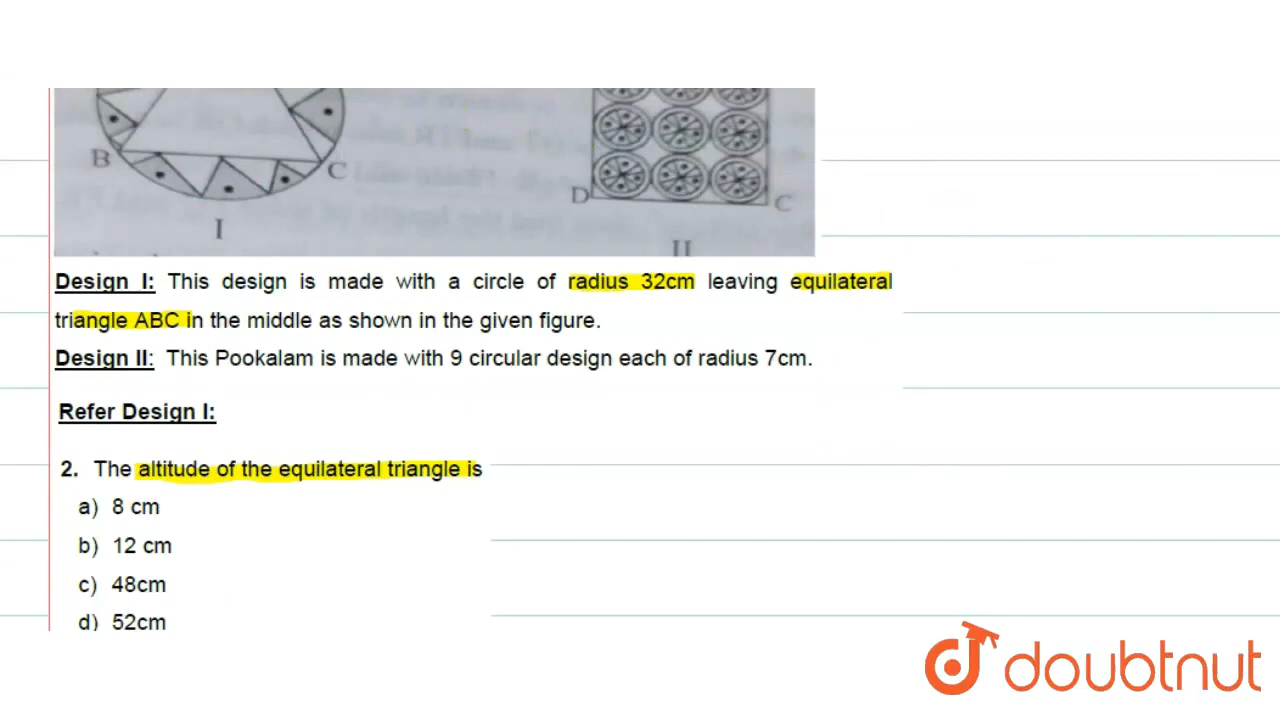 B
C
I
D
C
II
Design I: This design is made with a circle of radius 32cm leaving equilateral
triangle ABC in the middle as shown in the given figure.
Design II: This Pookalam is made with 9 circular design each of radius 7cm.
Refer Design I:
2. The altitude of the equilateral triangle is
a) 8 cm
b) 12 cm
c) 48cm
d) 52cm
doubtnut